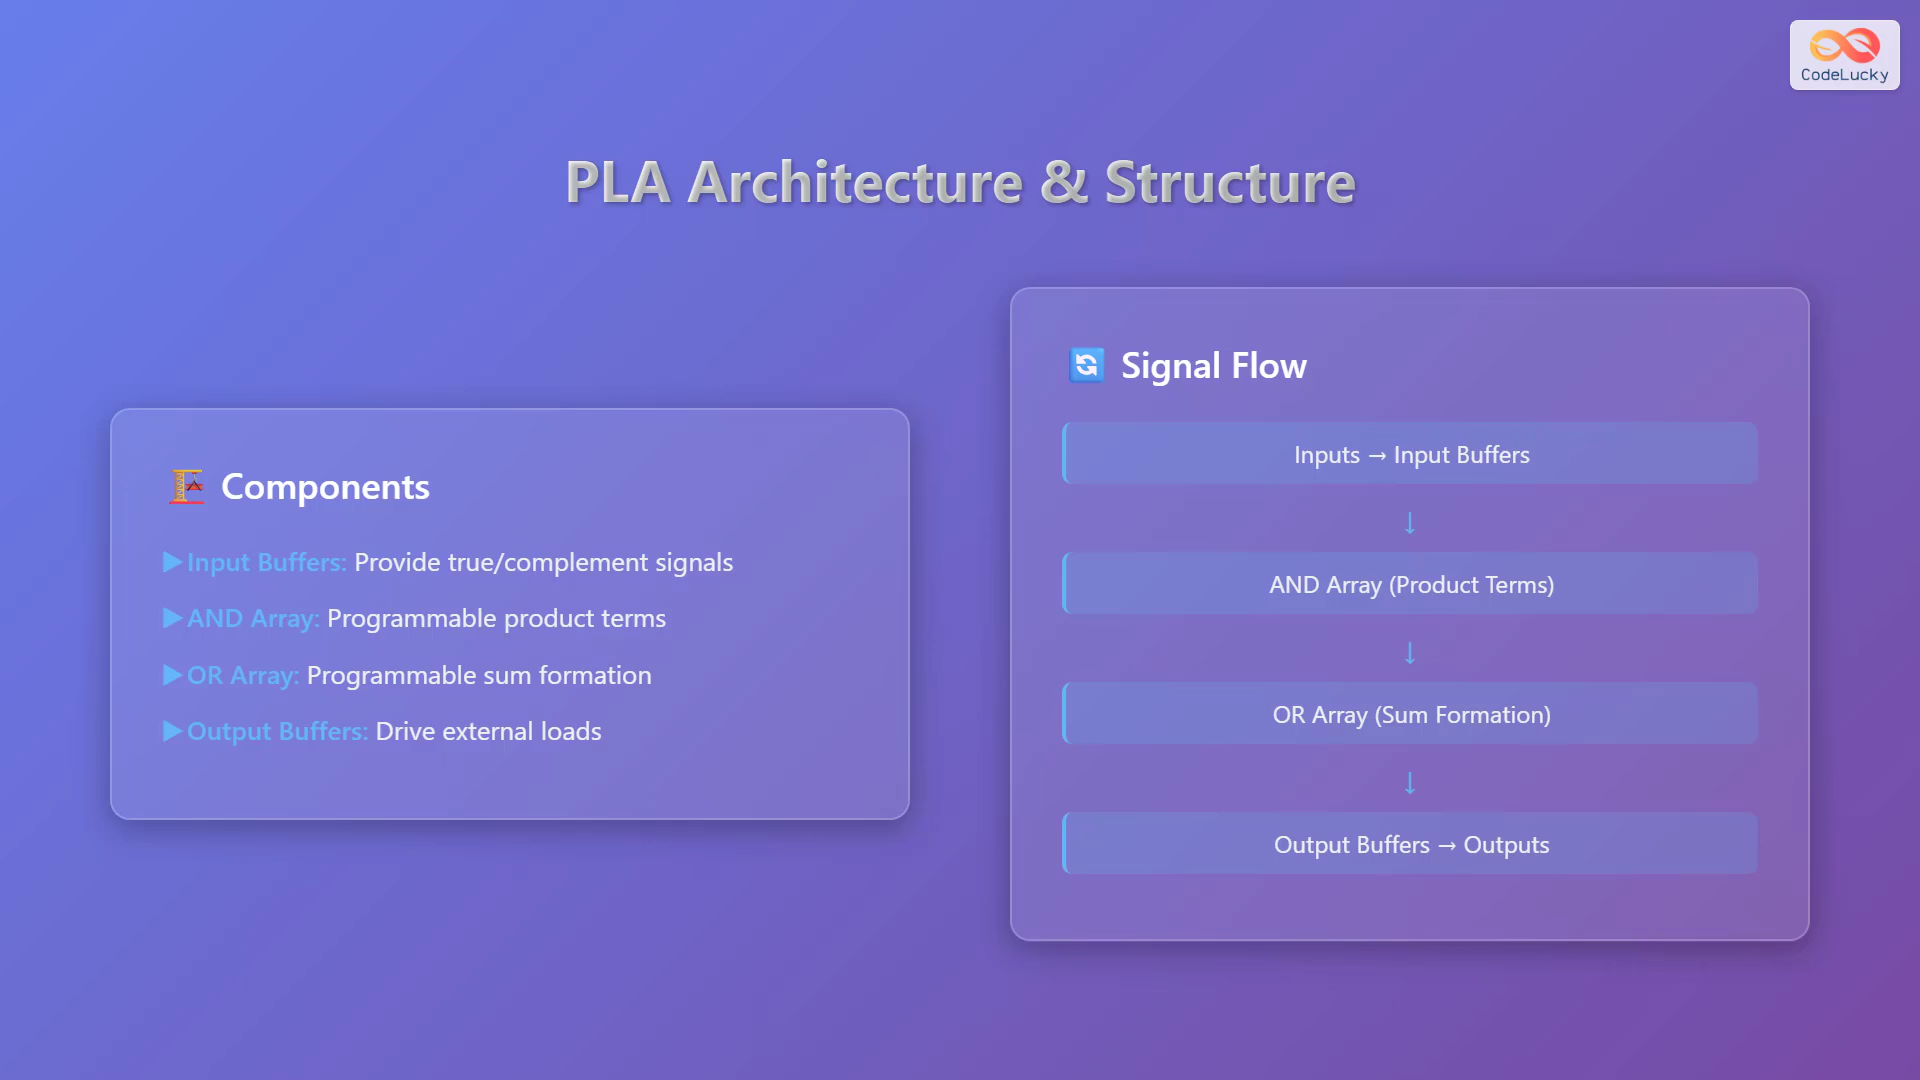 CodeLucky
PLA Architecture & Structure
Components
▶Input Buffers: Provide true/complement signals
▶AND Array: Programmable product terms
▶OR Array: Programmable sum formation
▶Output Buffers: Drive external loads
Signal Flow
Inputs → Input Buffers
↓
AND Array (Product Terms)
↓
OR Array (Sum Formation)
↓
Output Buffers → Outputs